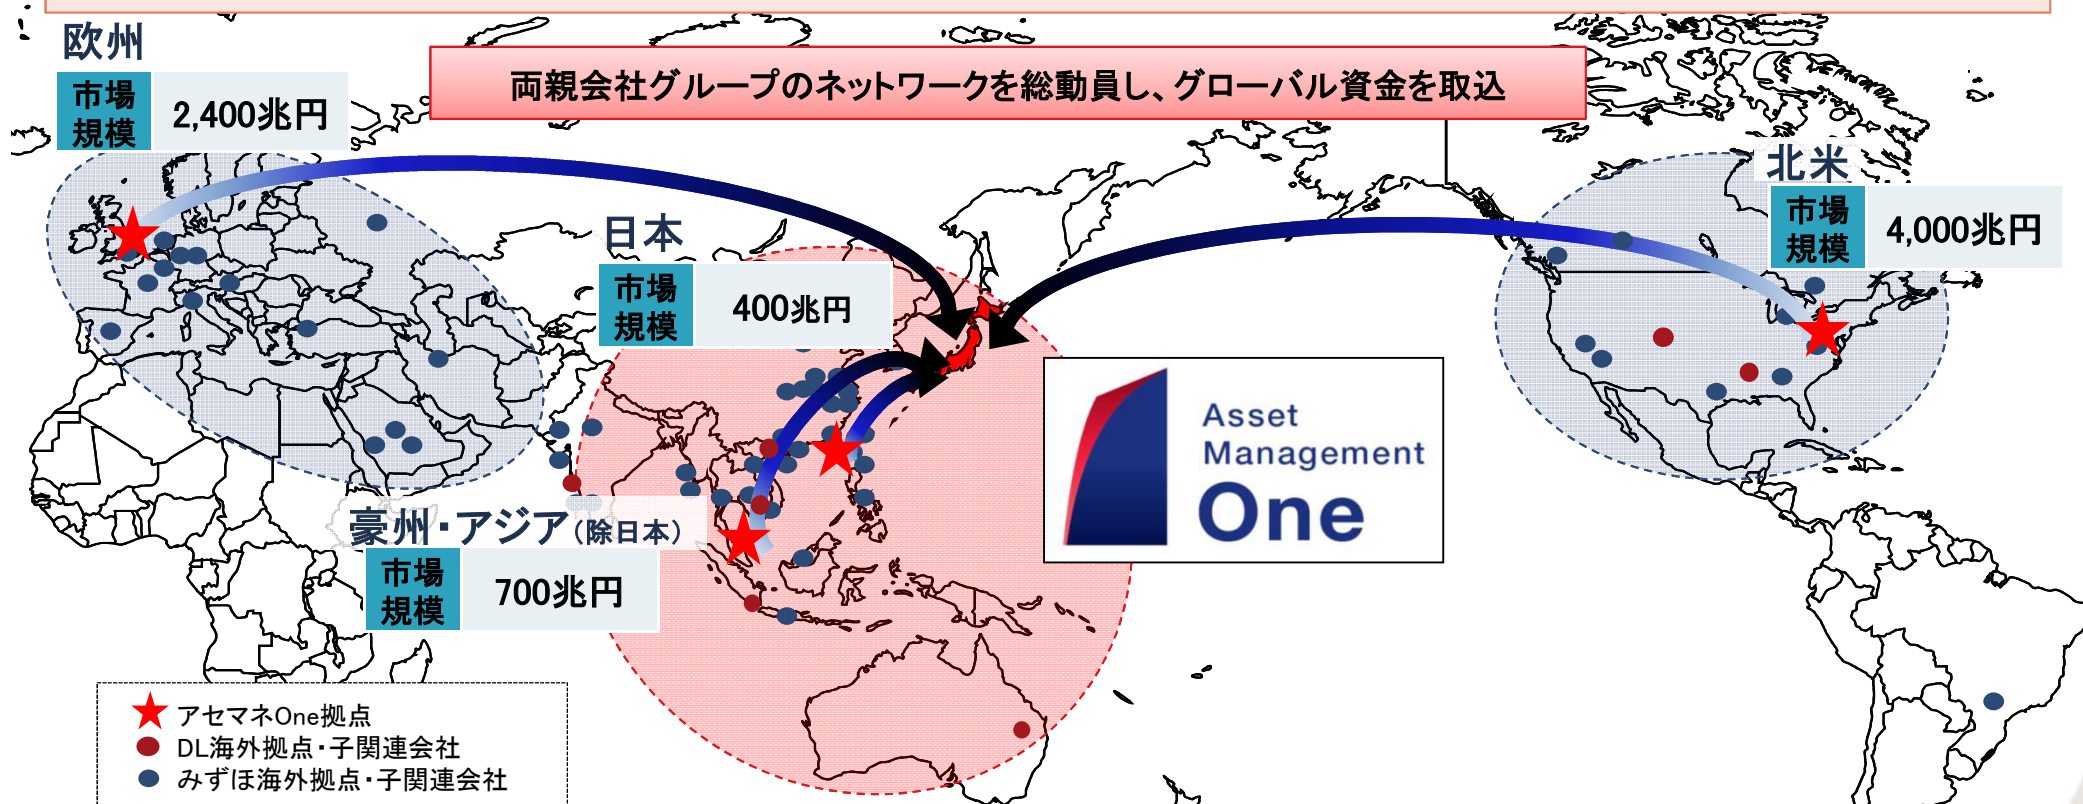 欧州
市場
規模
2,400兆円
両親会社グループのネットワークを総動員し、グローバル資金を取込
北米
市場
規模
4,000兆円
日本
市場
規模
400兆円
Asset
Management
One
豪州・アジア(除日本)
市場
規模
700兆円
アセマネOne拠点
DL海外拠点・子関連会社
みずほ海外拠点・子関連会社